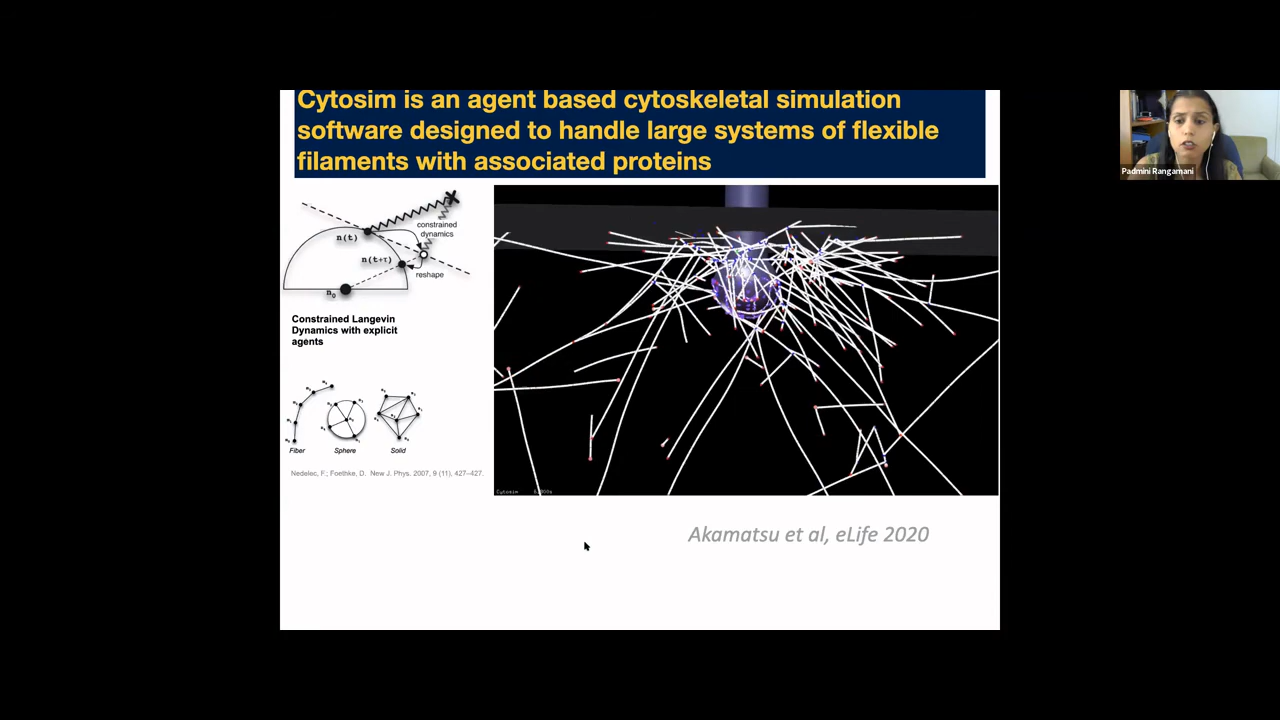 Cytosim is an agent based cytoskeletal simulation
software designed to handle large systems of flexible
filaments with associated proteins
constrained
dynamics
n(t)
n(t+τ)
reshape
n0
Constrained Langevin
Dynamics with explicit
agents
Fiber
Sphere
Solid
Nedelec, F.; Foethke, D. New J. Phys. 2007, 9 (11), 427–427.
Cytosim
Akamatsu et al, eLife 2020
Padmini Rangamani